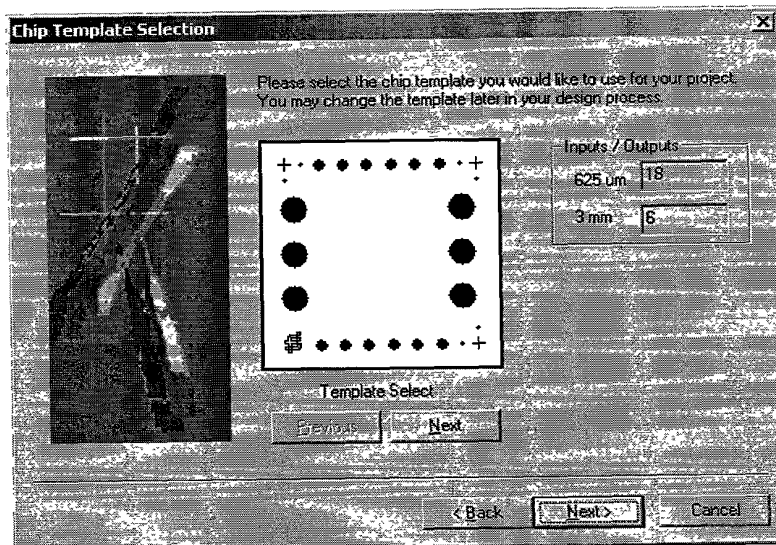 Chip Template Selection
Please select the chip template you would like to use for your project.
You may change the template later in your design process.
Inputs / Outputs
625 um 18
3 mm 6
Template Select
Previous Next
< Back Next > Cancel